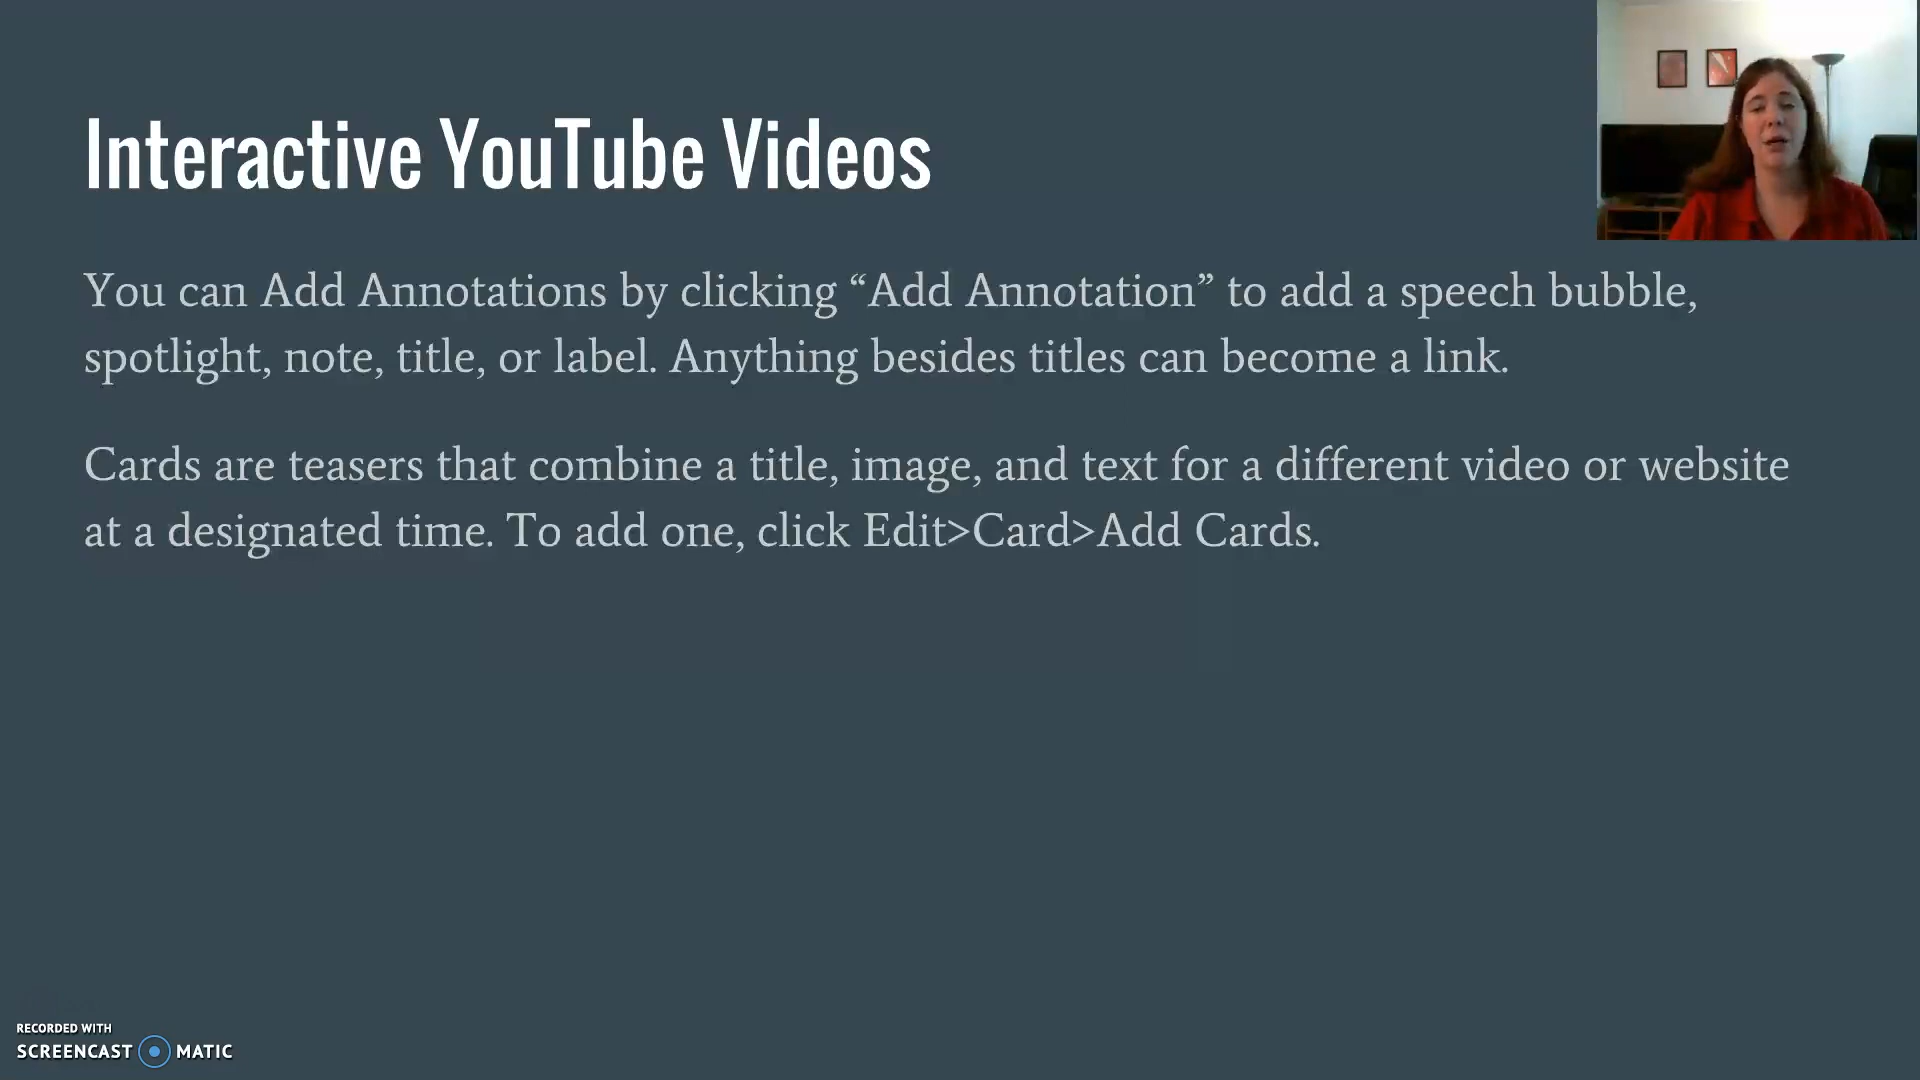 Interactive YouTube Videos
You can Add Annotations by clicking “Add Annotation” to add a speech bubble,
spotlight, note, title, or label. Anything besides titles can become a link.
Cards are teasers that combine a title, image, and text for a different video or website
at a designated time. To add one, click Edit>Card>Add Cards.
RECORDED WITH
SCREENCAST MATIC